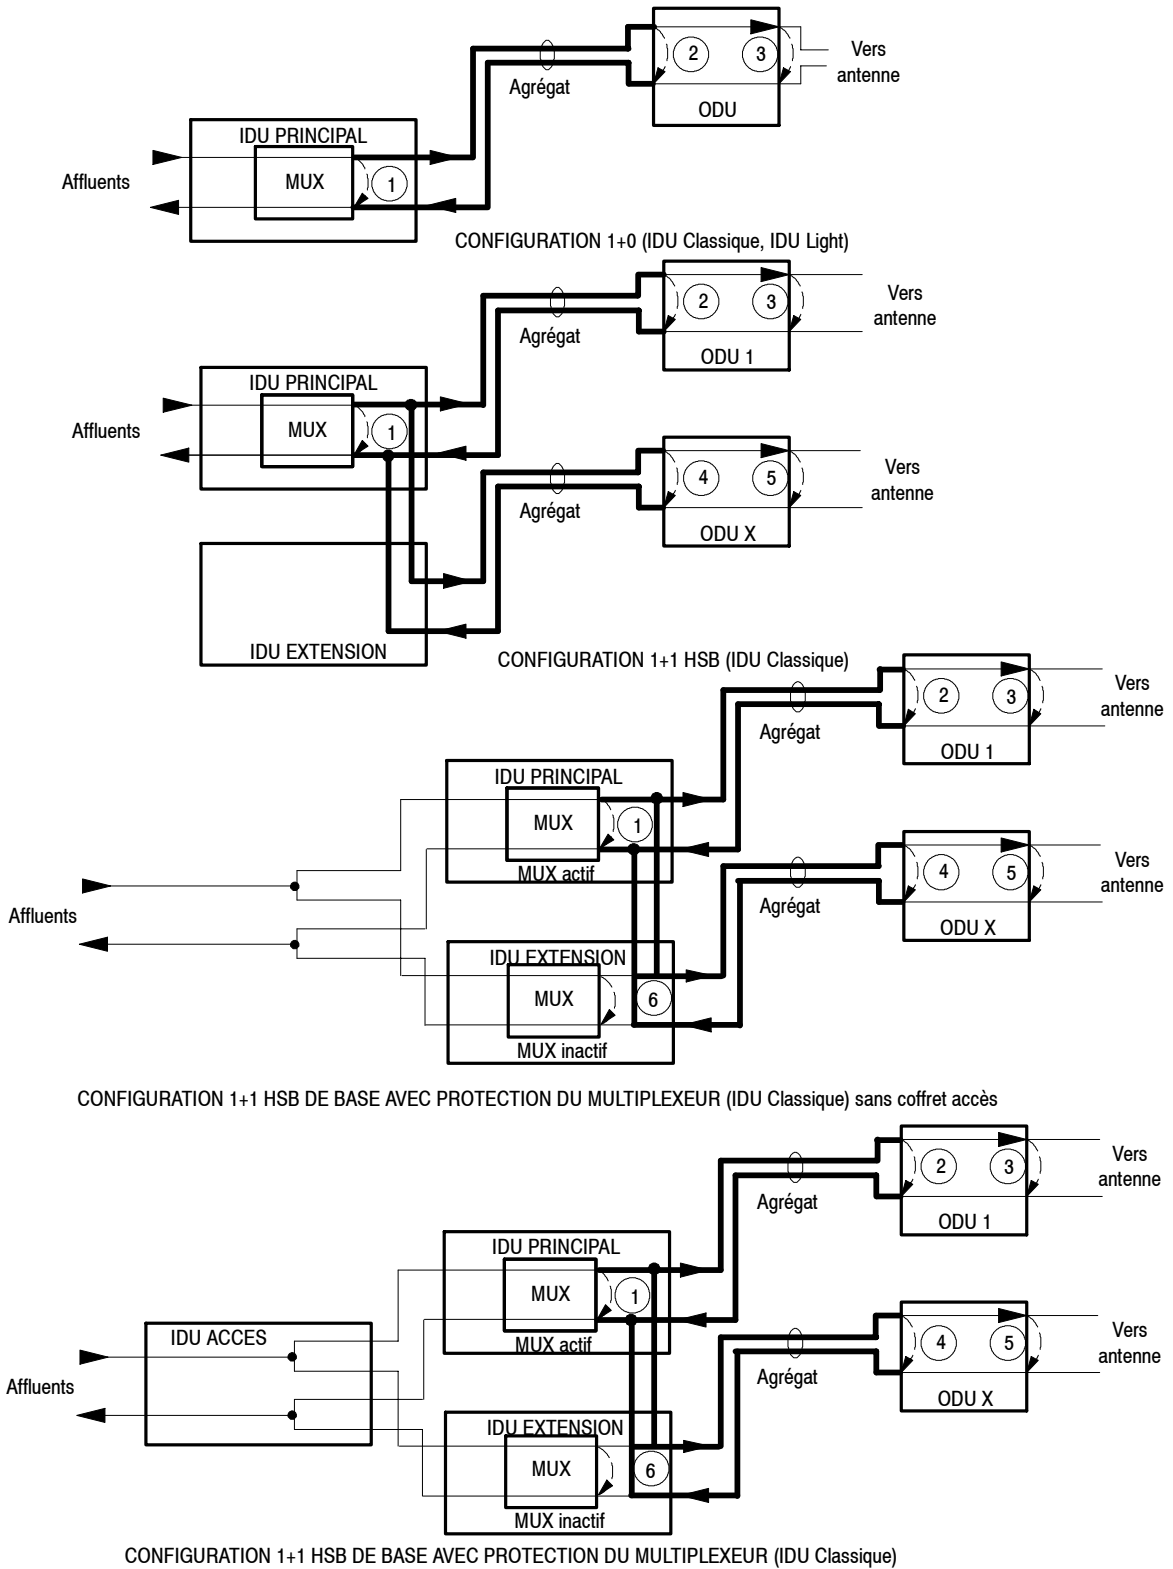 2
3
Vers
antenne
Agrégat
ODU
IDU PRINCIPAL
MUX
1
Affluents
CONFIGURATION 1+0 (IDU Classique, IDU Light)
2
3
Vers
antenne
Agrégat
ODU 1
IDU PRINCIPAL
MUX
1
Affluents
4
5
Vers
antenne
Agrégat
ODU X
IDU EXTENSION
CONFIGURATION 1+1 HSB (IDU Classique)
2
3
Vers
antenne
Agrégat
ODU 1
IDU PRINCIPAL
MUX
1
MUX actif
4
5
Vers
antenne
Agrégat
ODU X
Affluents
IDU EXTENSION
MUX
6
MUX inactif
CONFIGURATION 1+1 HSB DE BASE AVEC PROTECTION DU MULTIPLEXEUR (IDU Classique) sans coffret accès
2
3
Vers
antenne
Agrégat
ODU 1
IDU PRINCIPAL
MUX
1
MUX actif
IDU ACCES
4
5
Vers
antenne
Agrégat
ODU X
Affluents
IDU EXTENSION
MUX
6
MUX inactif
CONFIGURATION 1+1 HSB DE BASE AVEC PROTECTION DU MULTIPLEXEUR (IDU Classique)